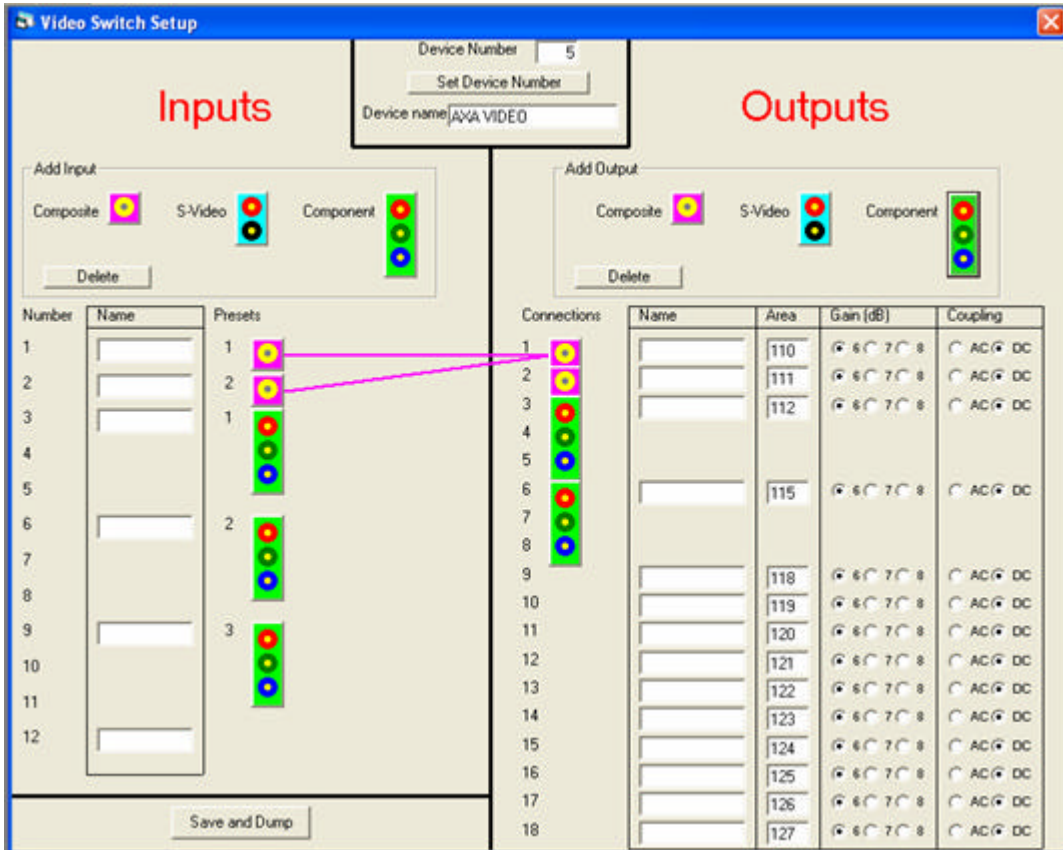 Video Switch Setup
Device Number 5
Set Device Number
Device name AXA VIDEO
Inputs
Outputs
Add Input
Composite S-Video Component
Delete
Add Output
Composite S-Video Component
Delete
Number Name Presets
1 1
2 2
3 1
4
5
6 2
7
8
9 3
10
11
12
Save and Dump
Connections Name Area Gain (dB) Coupling
1 110 6 7 8 AC DC
2 111 6 7 8 AC DC
3 112 6 7 8 AC DC
4
5
6 115 6 7 8 AC DC
7
8
9 118 6 7 8 AC DC
10 119 6 7 8 AC DC
11 120 6 7 8 AC DC
12 121 6 7 8 AC DC
13 122 6 7 8 AC DC
14 123 6 7 8 AC DC
15 124 6 7 8 AC DC
16 125 6 7 8 AC DC
17 126 6 7 8 AC DC
18 127 6 7 8 AC DC